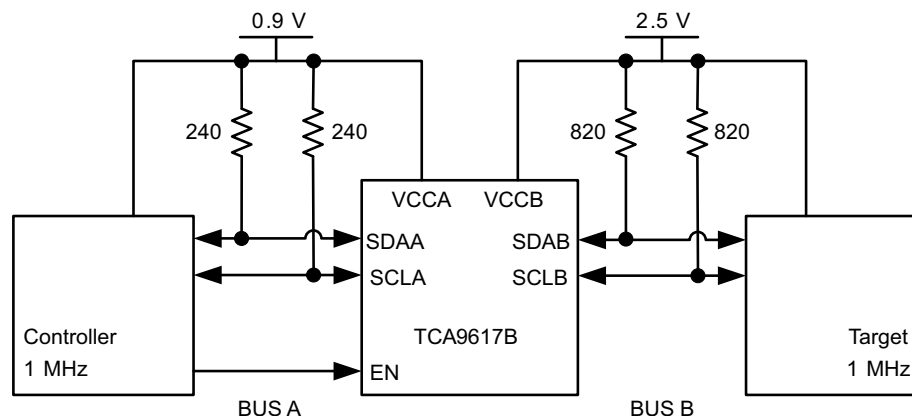 0.9 V
2.5 V
240
240
820
820
VCCA
VCCB
SDAA
SDAB
SCLA
SCLB
Controller
1 MHz
TCA9617B
Target
1 MHz
EN
BUS A
BUS B